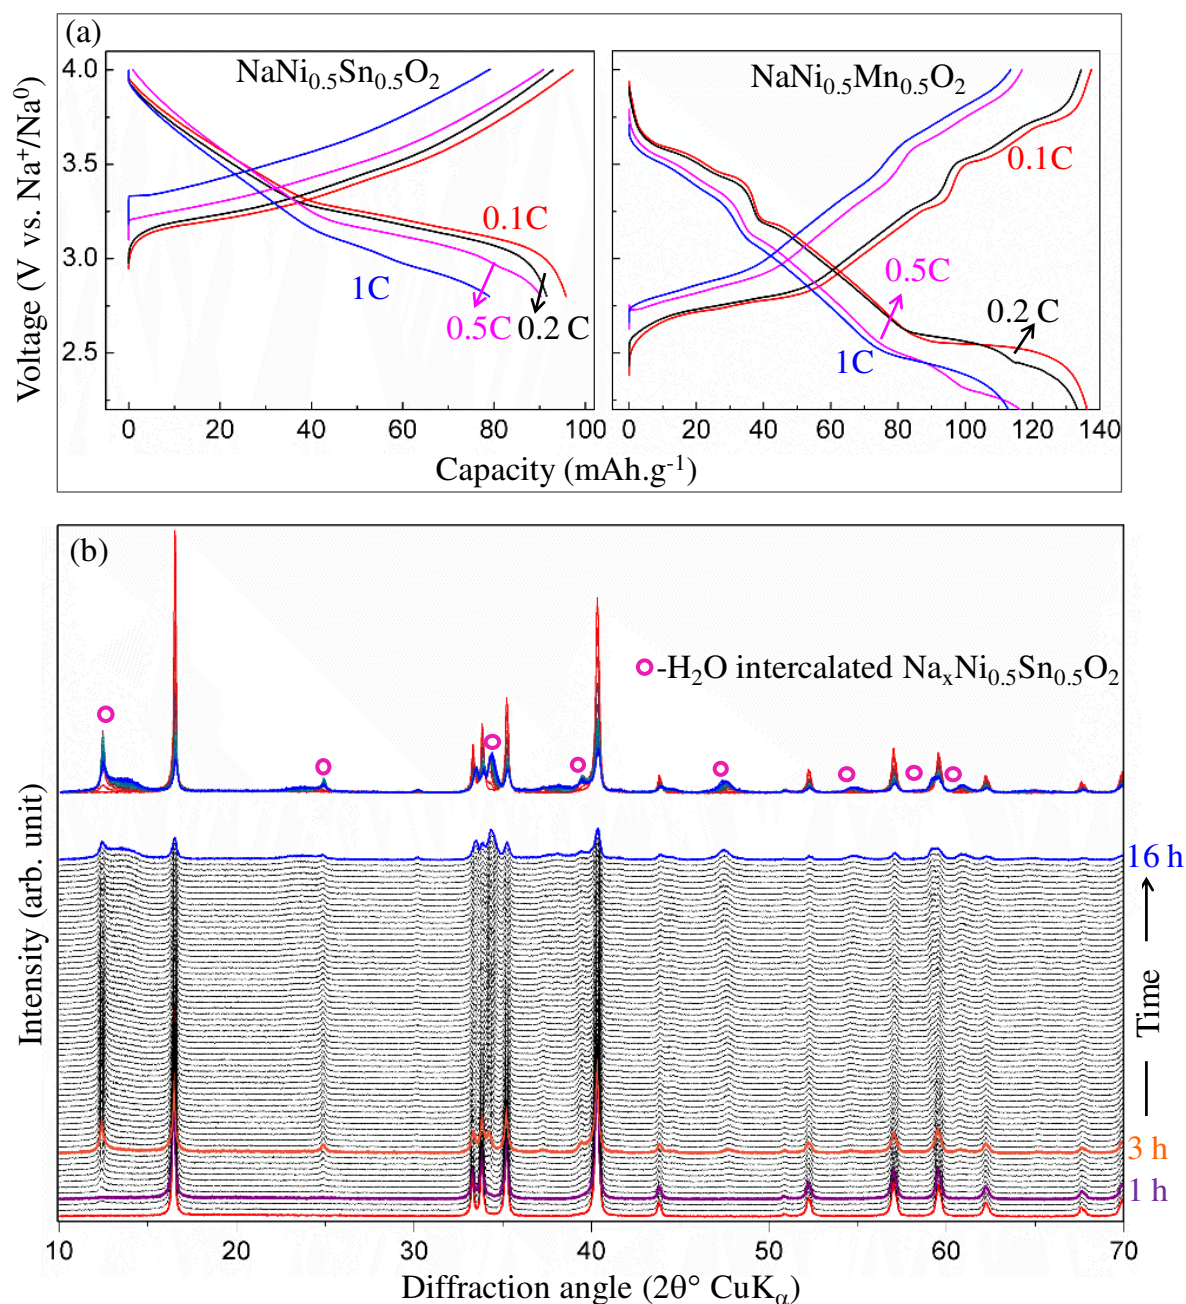 (a)
NaNi₀.₅Sn₀.₅O₂
NaNi₀.₅Mn₀.₅O₂
Voltage (V vs. Na⁺/Na⁰)
4.0
3.5
3.0
2.5
0.1C
1C
0.5C 0.2 C
0.1C
0.5C
0.2 C
1C
0 20 40 60 80 100
0 20 40 60 80 100 120 140
Capacity (mAh.g⁻¹)
(b)
-H₂O intercalated NaₓNi₀.₅Sn₀.₅O₂
Intensity (arb. unit)
16 h
Time
3 h
1 h
10 20 30 40 50 60 70
Diffraction angle (2θ° CuKα)